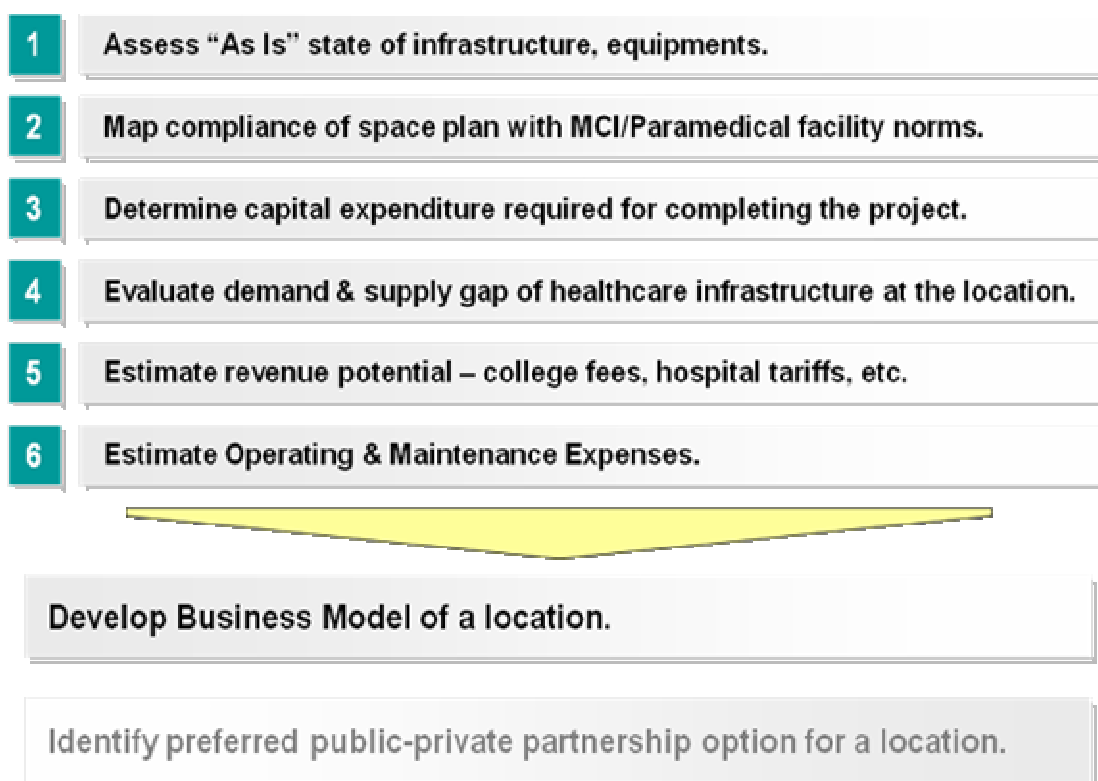 1 Assess “As Is” state of infrastructure, equipments.
2 Map compliance of space plan with MCI/Paramedical facility norms.
3 Determine capital expenditure required for completing the project.
4 Evaluate demand & supply gap of healthcare infrastructure at the location.
5 Estimate revenue potential – college fees, hospital tariffs, etc.
6 Estimate Operating & Maintenance Expenses.
Develop Business Model of a location.
Identify preferred public-private partnership option for a location.